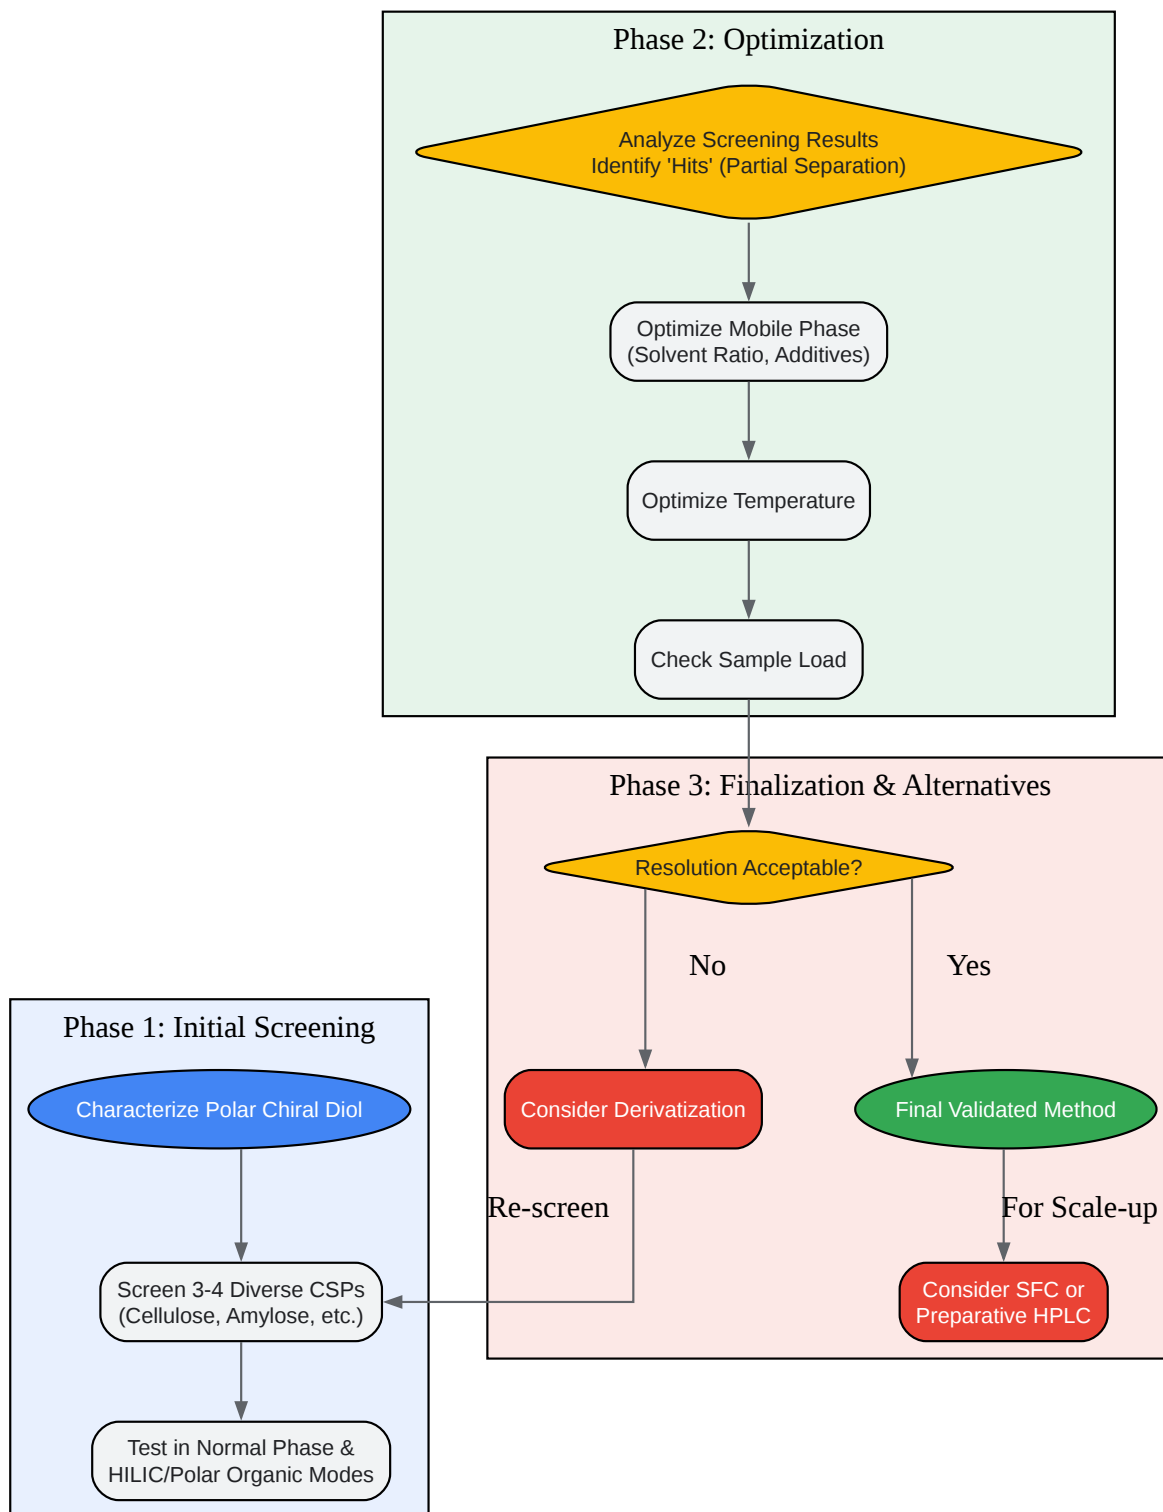 Phase 2: Optimization
Analyze Screening Results
Identify 'Hits' (Partial Separation)
Optimize Mobile Phase
(Solvent Ratio, Additives)
Optimize Temperature
Check Sample Load
Phase 3: Finalization & Alternatives
Resolution Acceptable?
No
Yes
Phase 1: Initial Screening
Characterize Polar Chiral Diol
Consider Derivatization
Final Validated Method
Re-screen
For Scale-up
Screen 3-4 Diverse CSPs
(Cellulose, Amylose, etc.)
Consider SFC or
Preparative HPLC
Test in Normal Phase &
HILIC/Polar Organic Modes